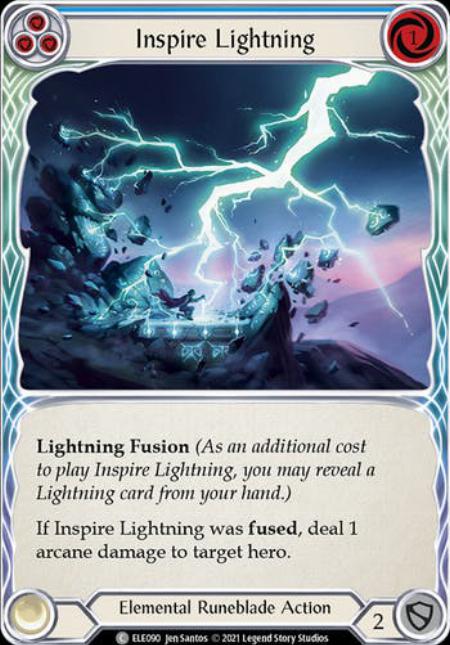 Inspire Lightning
1
Lightning Fusion (As an additional cost
to play Inspire Lightning, you may reveal a
Lightning card from your hand.)
If Inspire Lightning was fused, deal 1
arcane damage to target hero.
Elemental Runeblade Action
2
C ELE090 Jen Santos © 2021 Legend Story Studios